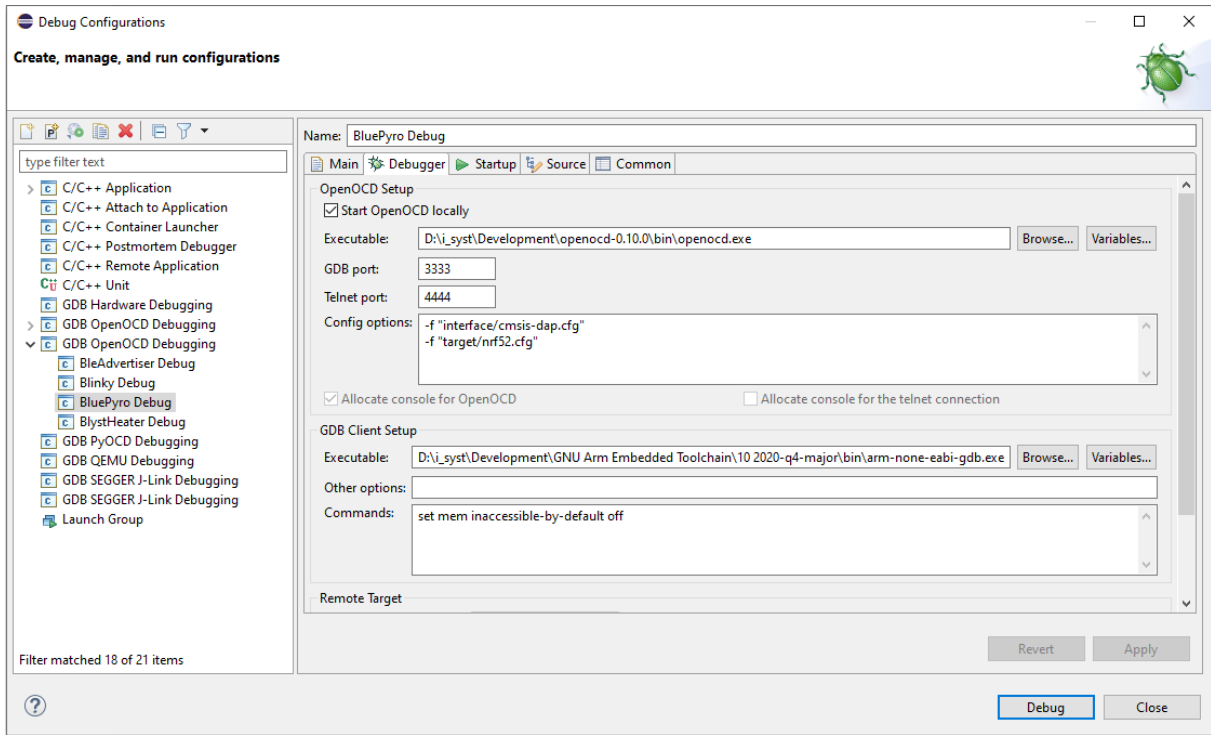 Debug Configurations
Create, manage, and run configurations
type filter text
C/C++ Application
C/C++ Attach to Application
C/C++ Container Launcher
C/C++ Postmortem Debugger
C/C++ Remote Application
C/C++ Unit
GDB Hardware Debugging
GDB OpenOCD Debugging
GDB OpenOCD Debugging
BleAdvertiser Debug
Blinky Debug
BluePyro Debug
BlystHeater Debug
GDB PyOCD Debugging
GDB QEMU Debugging
GDB SEGGER J-Link Debugging
GDB SEGGER J-Link Debugging
Launch Group
Filter matched 18 of 21 items
Name: BluePyro Debug
Main Debugger Startup Source Common
OpenOCD Setup
Start OpenOCD locally
Executable: D:\i_syst\Development\openocd-0.10.0\bin\openocd.exe Browse... Variables...
GDB port: 3333
Telnet port: 4444
Config options: -f "interface/cmsis-dap.cfg"
-f "target/nrf52.cfg"
Allocate console for OpenOCD Allocate console for the telnet connection
GDB Client Setup
Executable: D:\i_syst\Development\GNU Arm Embedded Toolchain\10 2020-q4-major\bin\arm-none-eabi-gdb.exe Browse... Variables...
Other options:
Commands: set mem inaccessible-by-default off
Remote Target
Revert Apply
Debug Close